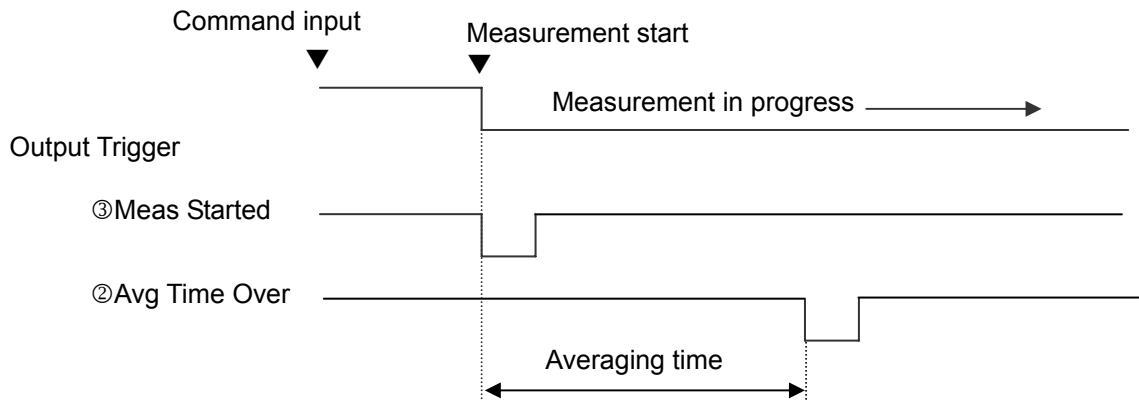 Command input
Measurement start
Measurement in progress
Output Trigger
③Meas Started
②Avg Time Over
Averaging time